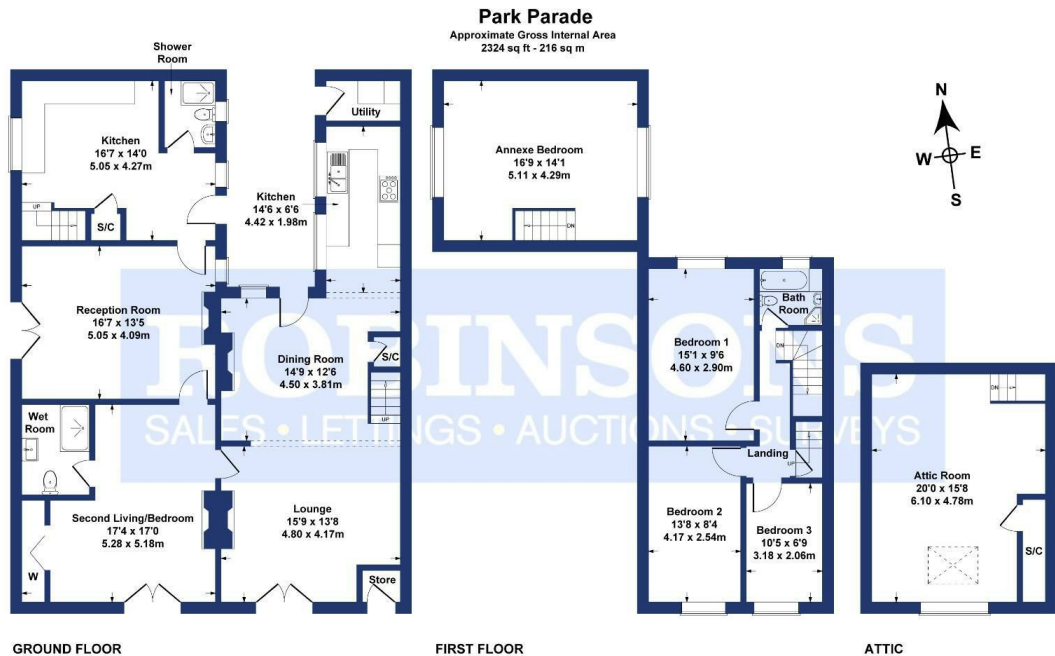 Park Parade
Approximate Gross Internal Area
2324 sq ft - 216 sq m
Shower
Room
Kitchen
16'7 x 14'0
5.05 x 4.27m
UP
S/C
Utility
Kitchen
14'6 x 6'6
4.42 x 1.98m
Reception Room
16'7 x 13'5
5.05 x 4.09m
Dining Room
14'9 x 12'6
4.50 x 3.81m
S/C
UP
Wet
Room
Second Living/Bedroom
17'4 x 17'0
5.28 x 5.18m
W
Lounge
15'9 x 13'8
4.80 x 4.17m
Store
GROUND FLOOR
Annexe Bedroom
16'9 x 14'1
5.11 x 4.29m
DN
Bedroom 1
15'1 x 9'6
4.60 x 2.90m
Bath
Room
DN
Landing
UP
Bedroom 2
13'8 x 8'4
4.17 x 2.54m
Bedroom 3
10'5 x 6'9
3.18 x 2.06m
FIRST FLOOR
N
W E
S
DN
Attic Room
20'0 x 15'8
6.10 x 4.78m
S/C
ATTIC
ROBINSONS
SALES • LETTINGS • AUCTIONS • SURVEYS